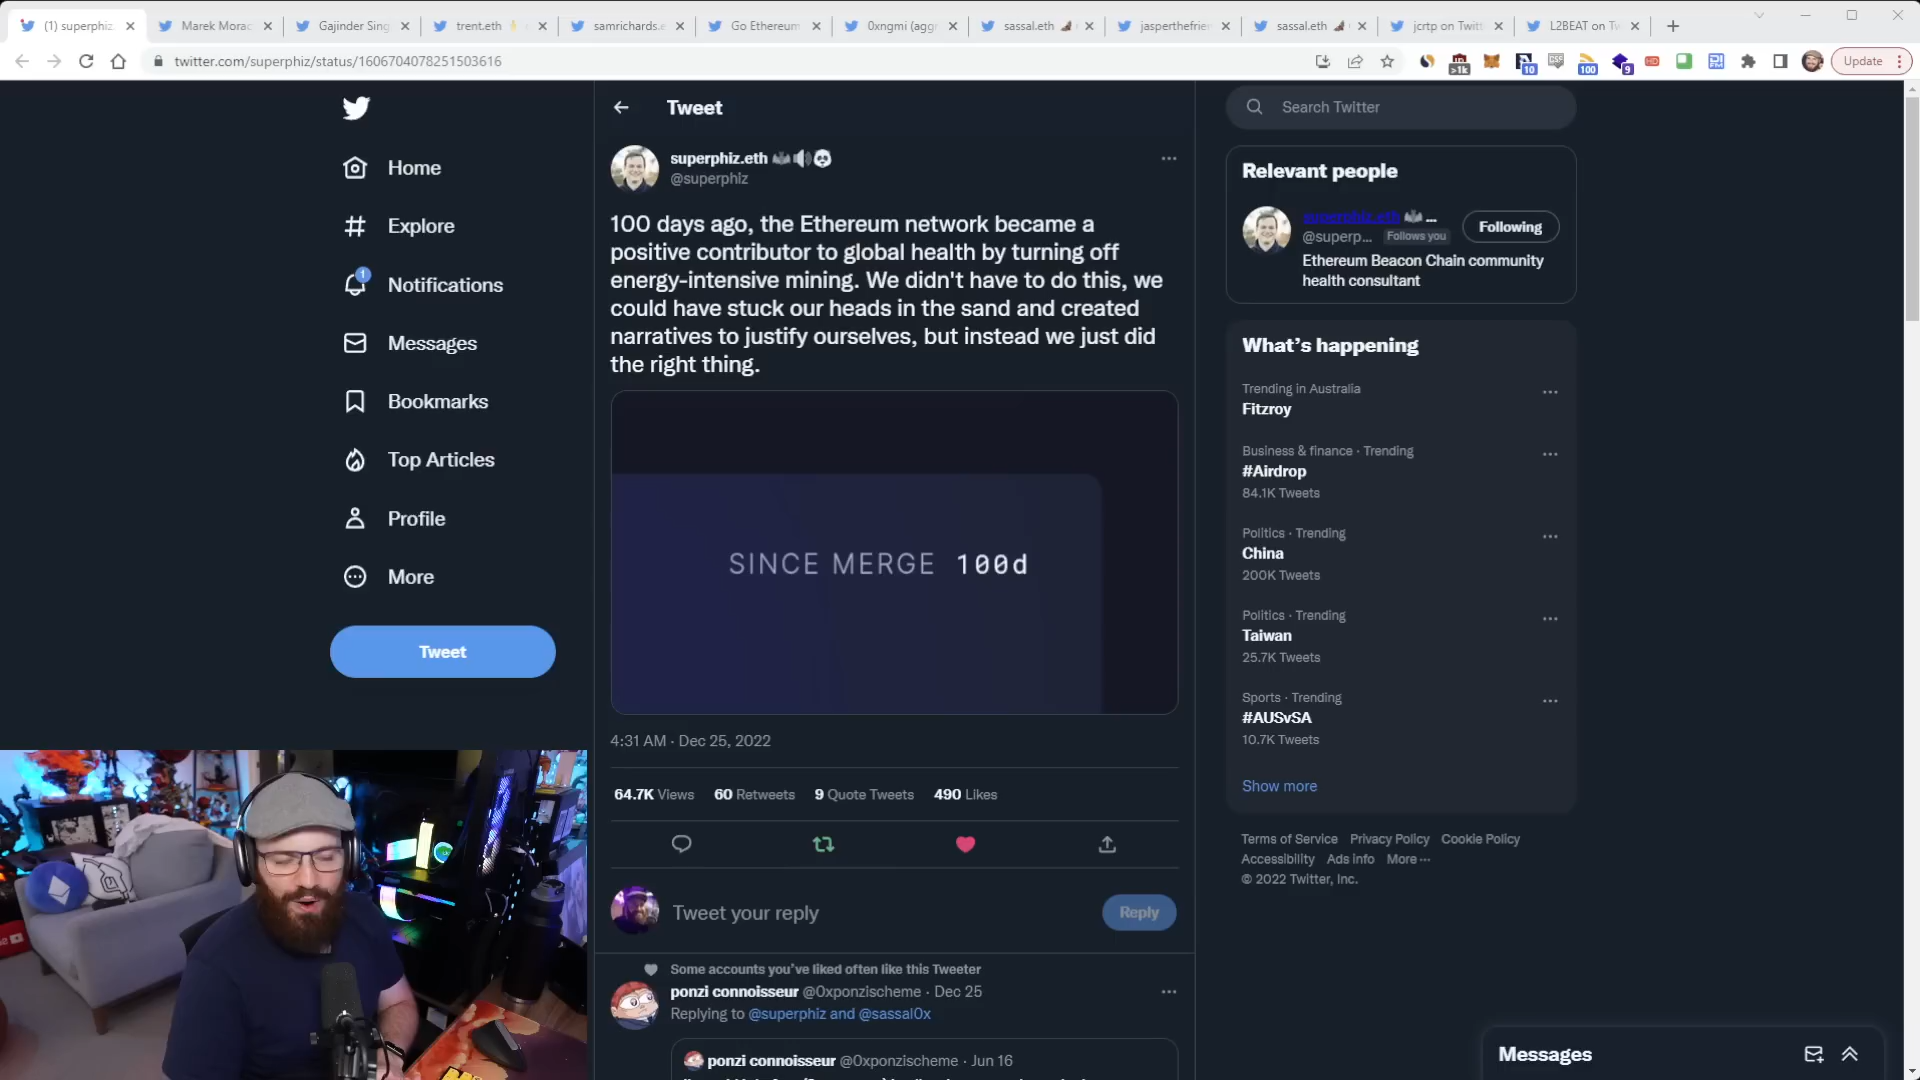 (1) superphiz
Marek Morac
Gajinder Sing
trent.eth
samrichards.e
Go Ethereum
0xngmi (aggr
sassal.eth
jasperthefrien
sassal.eth
jcrtp on Twitt
L2BEAT on Tw
twitter.com/superphiz/status/1606704078251503616
>1k
10
100
9
HD
Update
Home
Explore
1
Notifications
Messages
Bookmarks
Top Articles
Profile
More
Tweet
Tweet
superphiz.eth
@superphiz
100 days ago, the Ethereum network became a
positive contributor to global health by turning off
energy-intensive mining. We didn't have to do this, we
could have stuck our heads in the sand and created
narratives to justify ourselves, but instead we just did
the right thing.
SINCE MERGE 100d
4:31 AM · Dec 25, 2022
64.7K Views 60 Retweets 9 Quote Tweets 490 Likes
Tweet your reply
Reply
Some accounts you've liked often like this Tweeter
ponzi connoisseur @0xponzischeme · Dec 25
Replying to @superphiz and @sassal0x
ponzi connoisseur @0xponzischeme · Jun 16
Search Twitter
Relevant people
superphiz.eth ...
@superp... Follows you
Following
Ethereum Beacon Chain community
health consultant
What's happening
Trending in Australia
Fitzroy
Business & finance · Trending
#Airdrop
84.1K Tweets
Politics · Trending
China
200K Tweets
Politics · Trending
Taiwan
25.7K Tweets
Sports · Trending
#AUSvSA
10.7K Tweets
Show more
Terms of Service Privacy Policy Cookie Policy
Accessibility Ads info More ...
© 2022 Twitter, Inc.
Messages